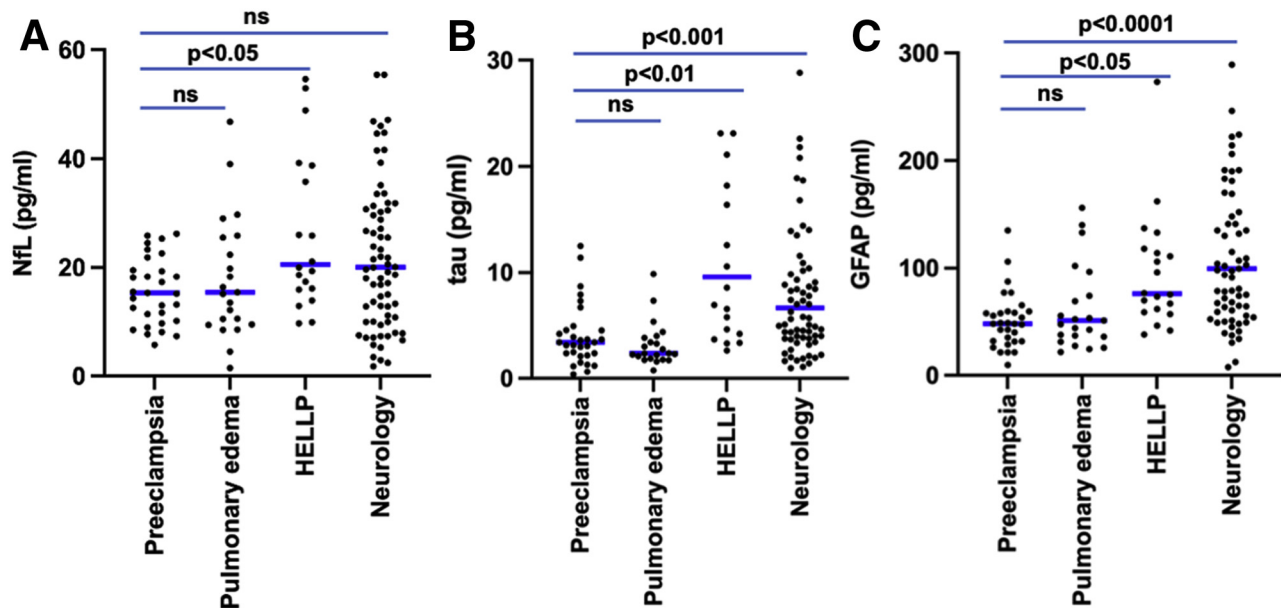 A
ns
p<0.05
ns
60
40
20
0
NfL (pg/ml)
Preeclampsia
Pulmonary edema
HELLP
Neurology
B
p<0.001
p<0.01
ns
30
20
10
0
tau (pg/ml)
Preeclampsia
Pulmonary edema
HELLP
Neurology
C
p<0.0001
p<0.05
ns
300
200
100
0
GFAP (pg/ml)
Preeclampsia
Pulmonary edema
HELLP
Neurology